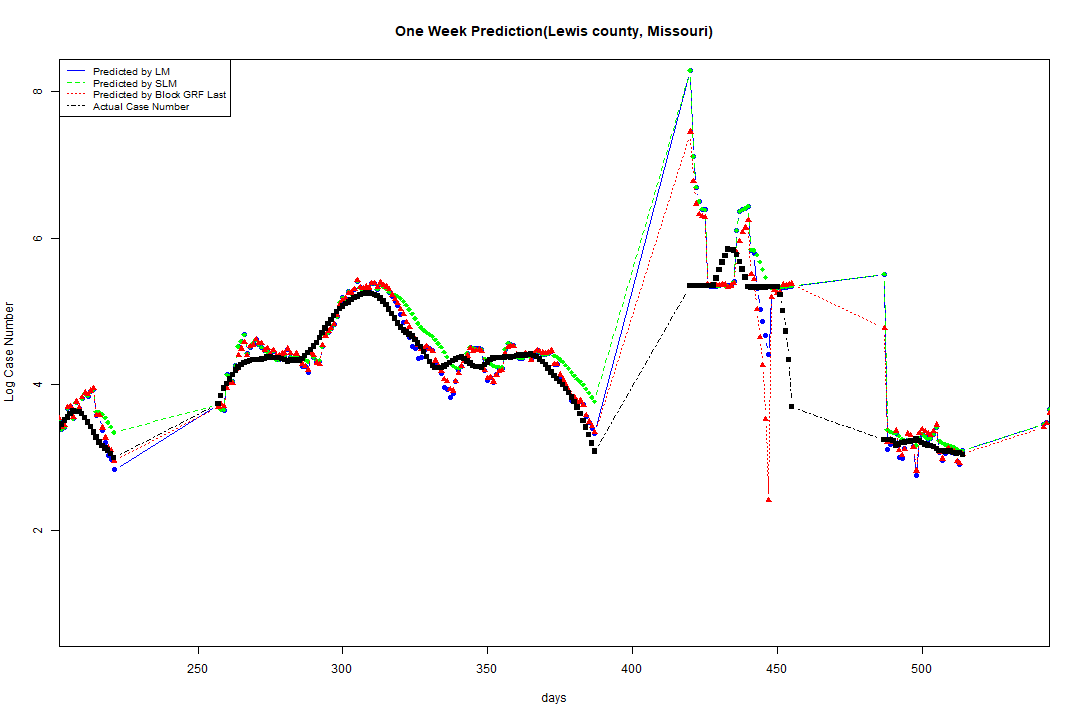 One Week Prediction(Lewis county, Missouri)
Predicted by LM
Predicted by SLM
Predicted by Block GRF Last
Actual Case Number
Log Case Number
8
6
4
2
250 300 350 400 450 500
days